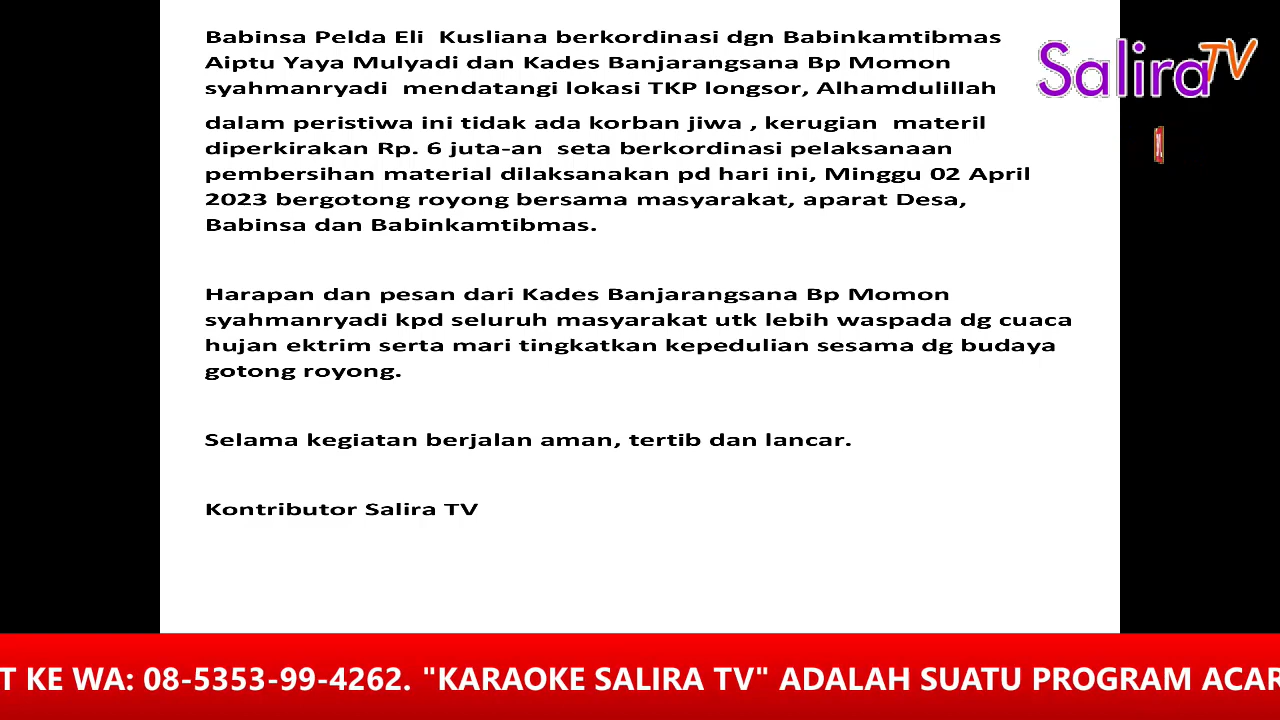 Babinsa Pelda Eli  Kusliana berkordinasi dgn Babinkamtibmas
Aiptu Yaya Mulyadi dan Kades Banjarangsana Bp Momon
syahmanryadi  mendatangi lokasi TKP longsor, Alhamdulillah
dalam peristiwa ini tidak ada korban jiwa , kerugian  materil
diperkirakan Rp. 6 juta-an  seta berkordinasi pelaksanaan
pembersihan material dilaksanakan pd hari ini, Minggu 02 April
2023 bergotong royong bersama masyarakat, aparat Desa,
Babinsa dan Babinkamtibmas.
Harapan dan pesan dari Kades Banjarangsana Bp Momon
syahmanryadi kpd seluruh masyarakat utk lebih waspada dg cuaca
hujan ektrim serta mari tingkatkan kepedulian sesama dg budaya
gotong royong.
Selama kegiatan berjalan aman, tertib dan lancar.
Kontributor Salira TV
Salira TV
T KE WA: 08-5353-99-4262. "KARAOKE SALIRA TV" ADALAH SUATU PROGRAM ACAR